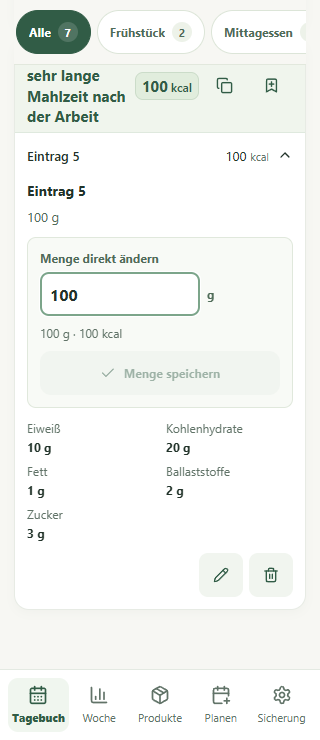 Alle 7 Frühstück 2 Mittagessen
sehr lange
Mahlzeit nach
der Arbeit
100 kcal
Eintrag 5 100 kcal
Eintrag 5
100 g
Menge direkt ändern
100 g
100 g · 100 kcal
Menge speichern
Eiweiß Kohlenhydrate
10 g 20 g
Fett Ballaststoffe
1 g 2 g
Zucker
3 g
Tagebuch Woche Produkte Planen Sicherung